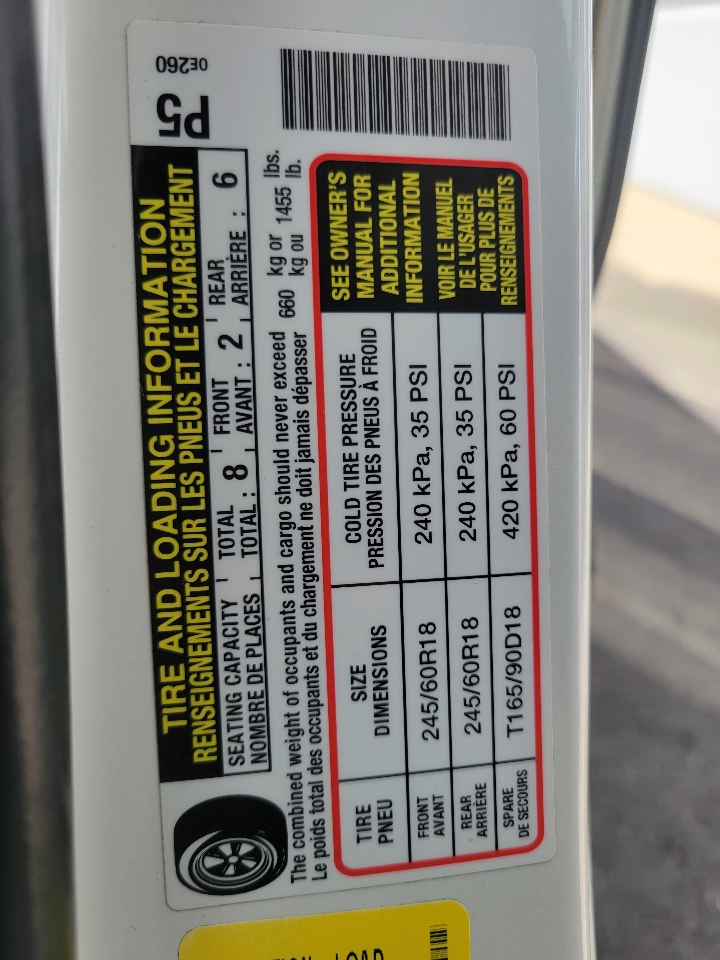 TIRE AND LOADING INFORMATION
RENSEIGNEMENTS SUR LES PNEUS ET LE CHARGEMENT
SEATING CAPACITY TOTAL FRONT REAR
NOMBRE DE PLACES TOTAL : 8 AVANT : 2 ARRIÈRE : 6
The combined weight of occupants and cargo should never exceed 660 kg or 1455 lbs.
Le poids total des occupants et du chargement ne doit jamais dépasser kg ou lb.
TIRE SIZE COLD TIRE PRESSURE
PNEU DIMENSIONS PRESSION DES PNEUS À FROID
FRONT
AVANT 245/60R18 240 kPa, 35 PSI
REAR
ARRIÈRE 245/60R18 240 kPa, 35 PSI
SPARE
DE SECOURS T165/90D18 420 kPa, 60 PSI
SEE OWNER'S
MANUAL FOR
ADDITIONAL
INFORMATION
VOIR LE MANUEL
DE L'USAGER
POUR PLUS DE
RENSEIGNEMENTS
P5
0E260
LOAD